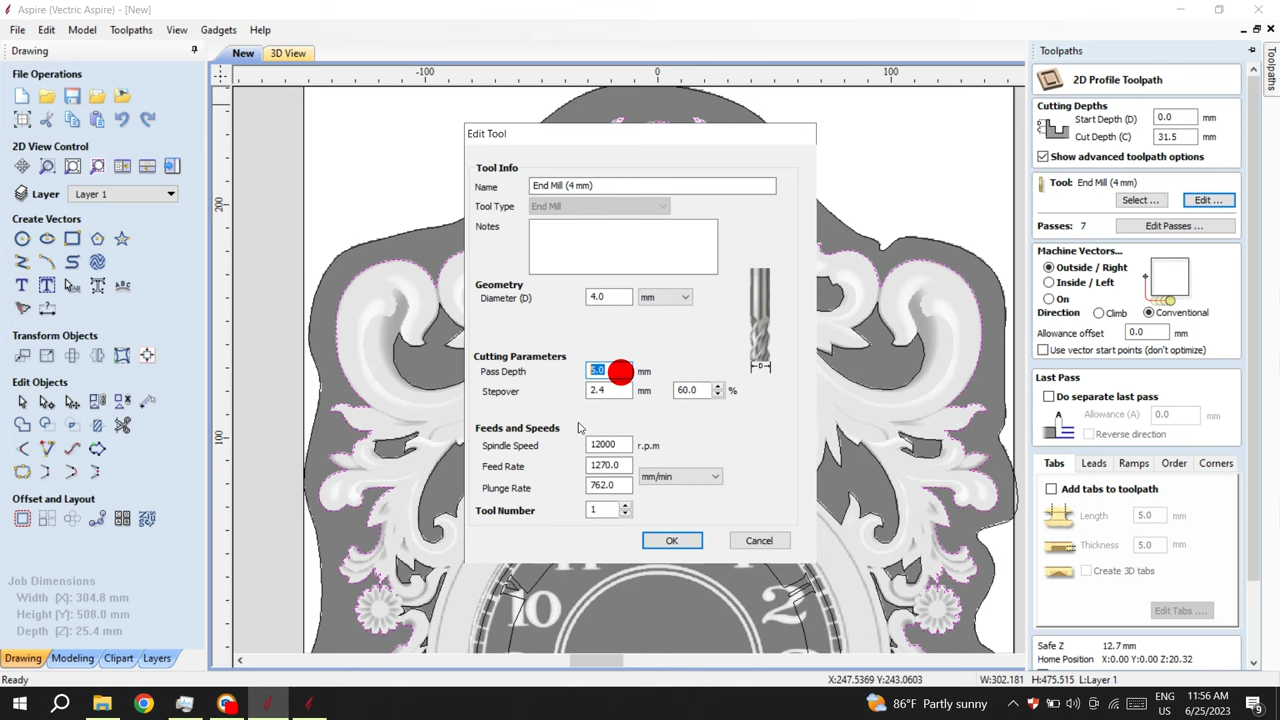 Aspire {Vectric Aspire} - [New]
File Edit Model Toolpaths View Gadgets Help
Drawing
File Operations
2D View Control
Layer Layer 1
Create Vectors
Transform Objects
Edit Objects
Offset and Layout
Job Dimensions
Width (X): 304.8 mm
Height (Y): 508.0 mm
Depth (Z): 25.4 mm
Drawing Modeling Clipart Layers
Ready
New 3D View
-100 0 100
200
100
10 2
Edit Tool
Tool Info
Name End Mill (4 mm)
Tool Type End Mill
Notes
Geometry
Diameter (D) 4.0 mm
Cutting Parameters
Pass Depth 5.0 mm
Stepover 2.4 mm 60.0 %
D
Feeds and Speeds
Spindle Speed 12000 r.p.m
Feed Rate 1270.0
mm/min
Plunge Rate 762.0
Tool Number 1
OK Cancel
Toolpaths
Toolpaths
2D Profile Toolpath
Cutting Depths
Start Depth (D) 0.0 mm
Cut Depth (C) 31.5 mm
Show advanced toolpath options
Tool: End Mill (4 mm)
Select ... Edit ...
Passes: 7 Edit Passes ...
Machine Vectors...
Outside / Right
Inside / Left
On
Direction Climb Conventional
Allowance offset 0.0 mm
Use vector start points (don't optimize)
Last Pass
Do separate last pass
A Allowance (A) 0.0 mm
Reverse direction
Tabs Leads Ramps Order Corners
Add tabs to toolpath
Length 5.0 mm
Thickness 5.0 mm
Create 3D tabs
Edit Tabs ....
Safe Z 12.7 mm
Home Position X:0.00 Y:0.00 Z:20.32
X:247.5369 Y:243.0603 W:302.181 H:475.515 L:Layer 1
86°F Partly sunny
ENG
US
11:56 AM
6/25/2023
9